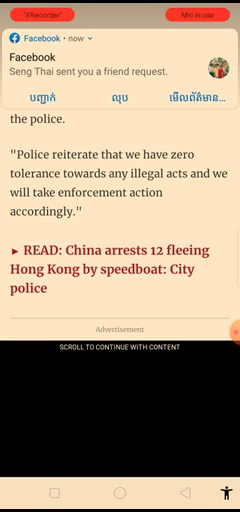 "XRecorder"
Mic in use
Facebook • now
Facebook
Seng Thai sent you a friend request.
បញ្ជាក់
លុប
មើលព័ត៌មាន...
the police.
"Police reiterate that we have zero
tolerance towards any illegal acts and we
will take enforcement action
accordingly."
► READ: China arrests 12 fleeing
Hong Kong by speedboat: City
police
Advertisement
SCROLL TO CONTINUE WITH CONTENT